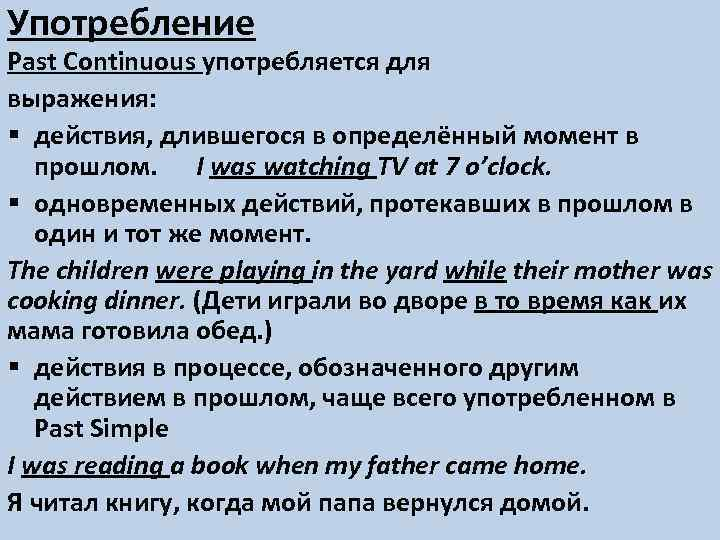 Употребление
Past Continuous употребляется для
выражения:
▪ действия, длившегося в определённый момент в
прошлом. I was watching TV at 7 o’clock.
▪ одновременных действий, протекавших в прошлом в
один и тот же момент.
The children were playing in the yard while their mother was
cooking dinner. (Дети играли во дворе в то время как их
мама готовила обед.)
▪ действия в процессе, обозначенного другим
действием в прошлом, чаще всего употребленном в
Past Simple
I was reading a book when my father came home.
Я читал книгу, когда мой папа вернулся домой.